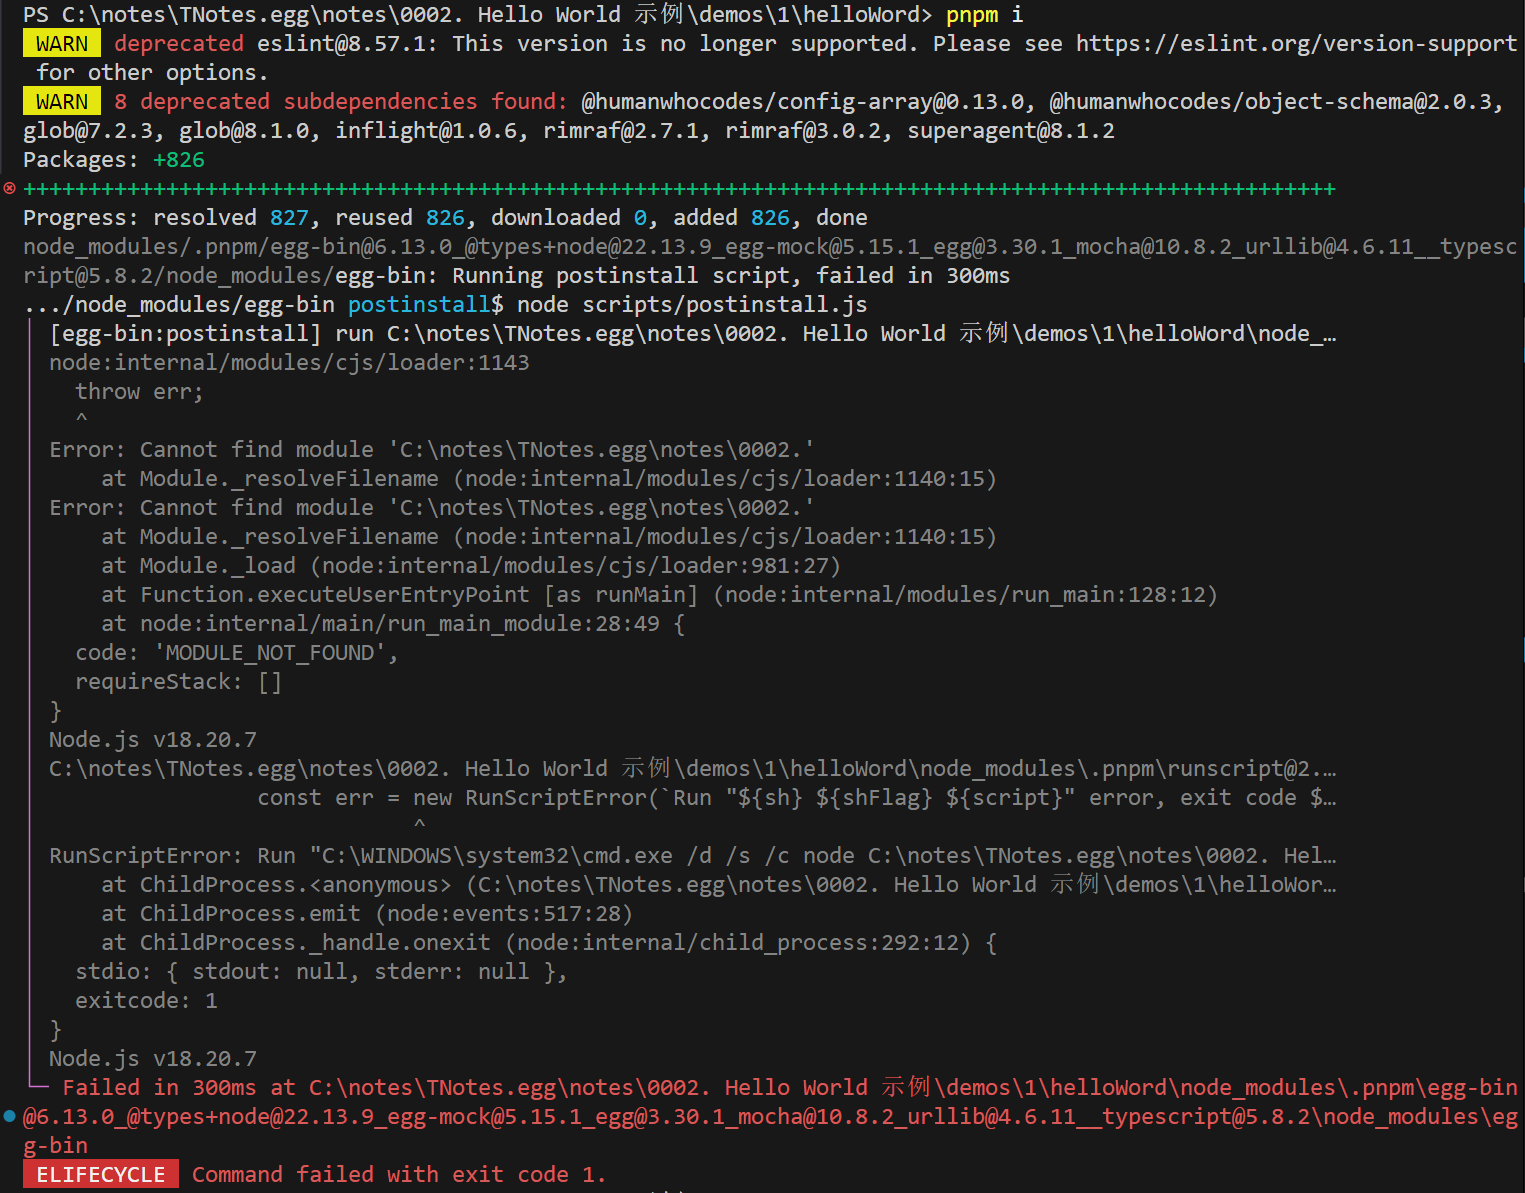 PS C:\notes\TNotes.egg\notes\0002. Hello World 示例\demos\1\helloWord> pnpm i
WARN deprecated eslint@8.57.1: This version is no longer supported. Please see https://eslint.org/version-support
for other options.
WARN 8 deprecated subdependencies found: @humanwhocodes/config-array@0.13.0, @humanwhocodes/object-schema@2.0.3,
glob@7.2.3, glob@8.1.0, inflight@1.0.6, rimraf@2.7.1, rimraf@3.0.2, superagent@8.1.2
Packages: +826
+++++++++++++++++++++++++++++++++++++++++++++++++++++++++++++++++++++++++++++++++++++++++++++++++++++
Progress: resolved 827, reused 826, downloaded 0, added 826, done
node_modules/.pnpm/egg-bin@6.13.0_@types+node@22.13.9_egg-mock@5.15.1_egg@3.30.1_mocha@10.8.2_urllib@4.6.11__typesc
ript@5.8.2/node_modules/egg-bin: Running postinstall script, failed in 300ms
.../node_modules/egg-bin postinstall$ node scripts/postinstall.js
[egg-bin:postinstall] run C:\notes\TNotes.egg\notes\0002. Hello World 示例\demos\1\helloWord\node_…
node:internal/modules/cjs/loader:1143
throw err;
^
Error: Cannot find module 'C:\notes\TNotes.egg\notes\0002.'
at Module._resolveFilename (node:internal/modules/cjs/loader:1140:15)
Error: Cannot find module 'C:\notes\TNotes.egg\notes\0002.'
at Module._resolveFilename (node:internal/modules/cjs/loader:1140:15)
at Module._load (node:internal/modules/cjs/loader:981:27)
at Function.executeUserEntryPoint [as runMain] (node:internal/modules/run_main:128:12)
at node:internal/main/run_main_module:28:49 {
code: 'MODULE_NOT_FOUND',
requireStack: []
}
Node.js v18.20.7
C:\notes\TNotes.egg\notes\0002. Hello World 示例\demos\1\helloWord\node_modules\.pnpm\runscript@2.…
const err = new RunScriptError(`Run "${sh} ${shFlag} ${script}" error, exit code $…
^
RunScriptError: Run "C:\WINDOWS\system32\cmd.exe /d /s /c node C:\notes\TNotes.egg\notes\0002. Hel…
at ChildProcess.<anonymous> (C:\notes\TNotes.egg\notes\0002. Hello World 示例\demos\1\helloWor…
at ChildProcess.emit (node:events:517:28)
at ChildProcess._handle.onexit (node:internal/child_process:292:12) {
stdio: { stdout: null, stderr: null },
exitcode: 1
}
Node.js v18.20.7
Failed in 300ms at C:\notes\TNotes.egg\notes\0002. Hello World 示例\demos\1\helloWord\node_modules\.pnpm\egg-bin
@6.13.0_@types+node@22.13.9_egg-mock@5.15.1_egg@3.30.1_mocha@10.8.2_urllib@4.6.11__typescript@5.8.2\node_modules\eg
g-bin
ELIFECYCLE Command failed with exit code 1.